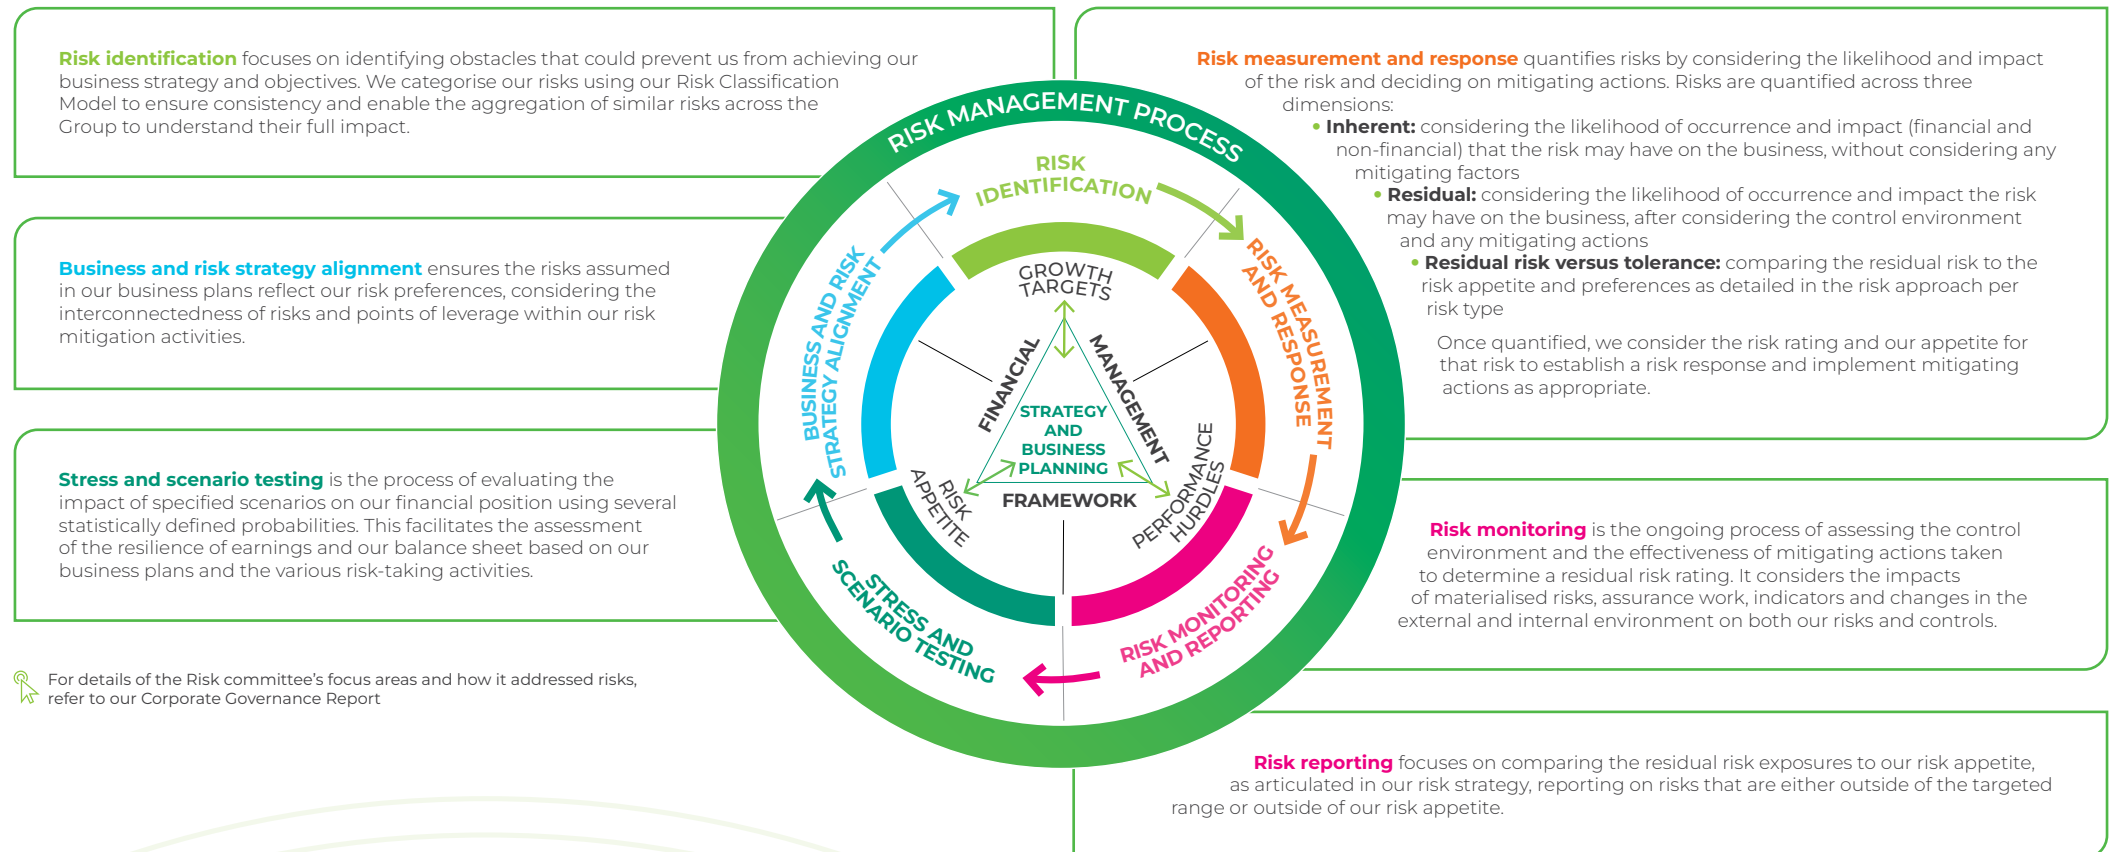 Risk identification focuses on identifying obstacles that could prevent us from achieving our
business strategy and objectives. We categorise our risks using our Risk Classification
Model to ensure consistency and enable the aggregation of similar risks across the
Group to understand their full impact.
Business and risk strategy alignment ensures the risks assumed
in our business plans reflect our risk preferences, considering the
interconnectedness of risks and points of leverage within our risk
mitigation activities.
Stress and scenario testing is the process of evaluating the
impact of specified scenarios on our financial position using several
statistically defined probabilities. This facilitates the assessment
of the resilience of earnings and our balance sheet based on our
business plans and the various risk-taking activities.
For details of the Risk committee's focus areas and how it addressed risks,
refer to our Corporate Governance Report
RISK MANAGEMENT PROCESS
RISK
IDENTIFICATION
RISK MEASUREMENT
AND RESPONSE
RISK MONITORING
AND REPORTING
STRESS AND
SCENARIO TESTING
BUSINESS AND RISK
STRATEGY ALIGNMENT
GROWTH
TARGETS
PERFORMANCE
HURDLES
RISK
APPETITE
FINANCIAL
MANAGEMENT
FRAMEWORK
STRATEGY
AND
BUSINESS
PLANNING
Risk measurement and response quantifies risks by considering the likelihood and impact
of the risk and deciding on mitigating actions. Risks are quantified across three
dimensions:
• Inherent: considering the likelihood of occurrence and impact (financial and
non-financial) that the risk may have on the business, without considering any
mitigating factors
• Residual: considering the likelihood of occurrence and impact the risk
may have on the business, after considering the control environment
and any mitigating actions
• Residual risk versus tolerance: comparing the residual risk to the
risk appetite and preferences as detailed in the risk approach per
risk type
Once quantified, we consider the risk rating and our appetite for
that risk to establish a risk response and implement mitigating
actions as appropriate.
Risk monitoring is the ongoing process of assessing the control
environment and the effectiveness of mitigating actions taken
to determine a residual risk rating. It considers the impacts
of materialised risks, assurance work, indicators and changes in the
external and internal environment on both our risks and controls.
Risk reporting focuses on comparing the residual risk exposures to our risk appetite,
as articulated in our risk strategy, reporting on risks that are either outside of the targeted
range or outside of our risk appetite.